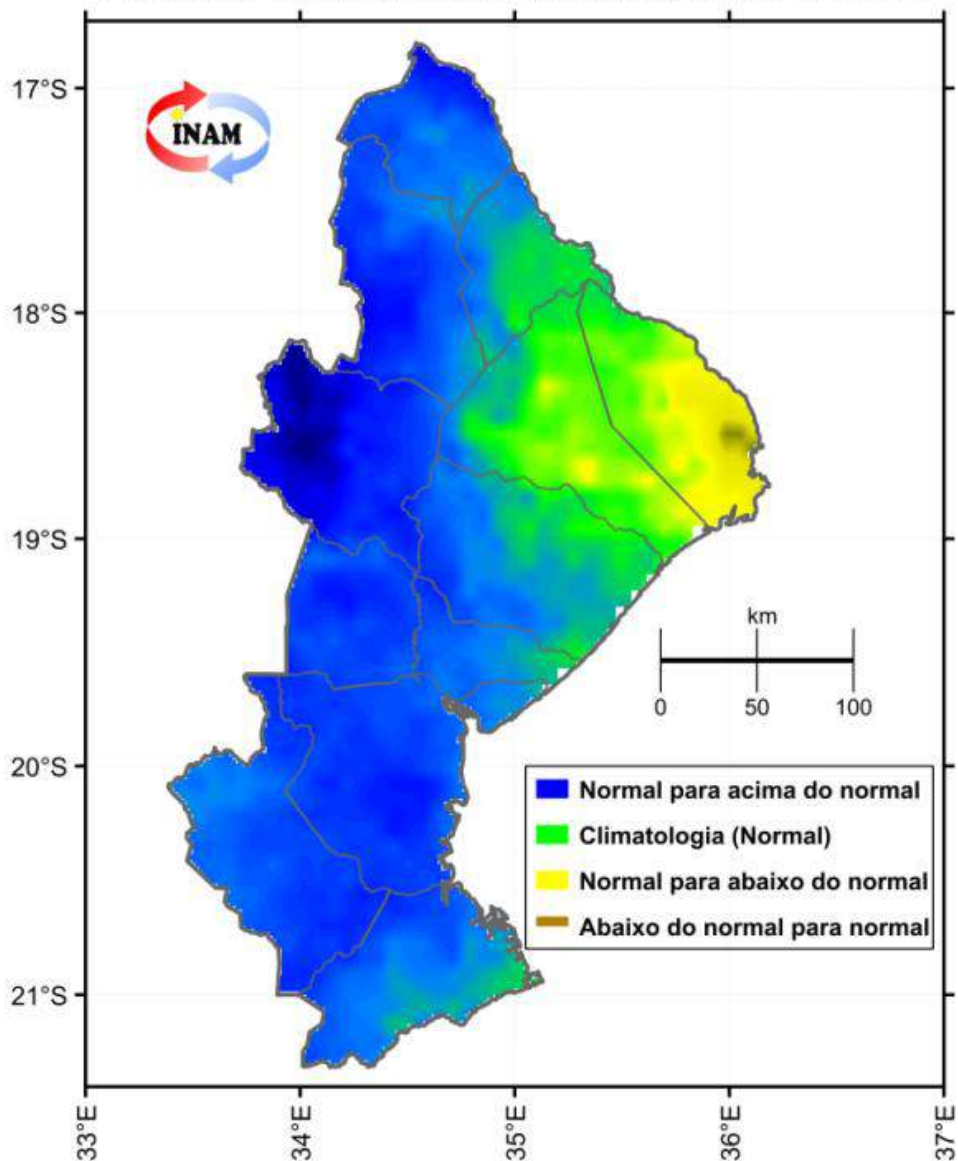 17°S
INAM
18°S
19°S
km
0 50 100
20°S
Normal para acima do normal
Climatologia (Normal)
Normal para abaixo do normal
Abaixo do normal para normal
21°S
33°E 34°E 35°E 36°E 37°E